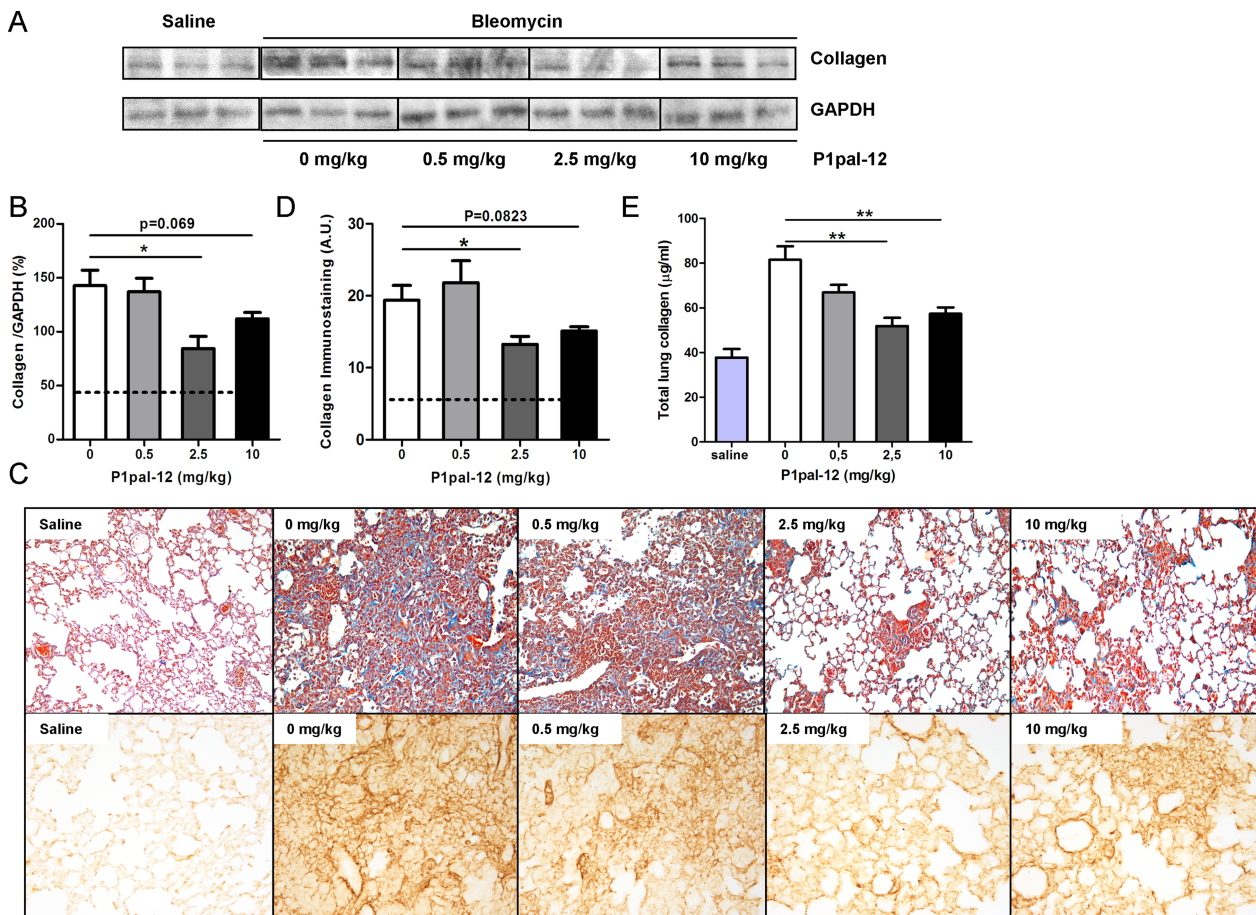 A
Saline Bleomycin
Collagen
GAPDH
0 mg/kg 0.5 mg/kg 2.5 mg/kg 10 mg/kg P1pal-12
B
p=0.069
*
Collagen /GAPDH (%)
200
150
100
50
0
0 0.5 2.5 10
P1pal-12 (mg/kg)
D
P=0.0823
*
Collagen Immunostaining (A.U.)
30
20
10
0
0 0.5 2.5 10
P1pal-12 (mg/kg)
E
**
**
Total lung collagen (µg/ml)
100
80
60
40
20
0
saline 0 0,5 2,5 10
P1pal-12 (mg/kg)
C
Saline 0 mg/kg 0.5 mg/kg 2.5 mg/kg 10 mg/kg
Saline 0 mg/kg 0.5 mg/kg 2.5 mg/kg 10 mg/kg